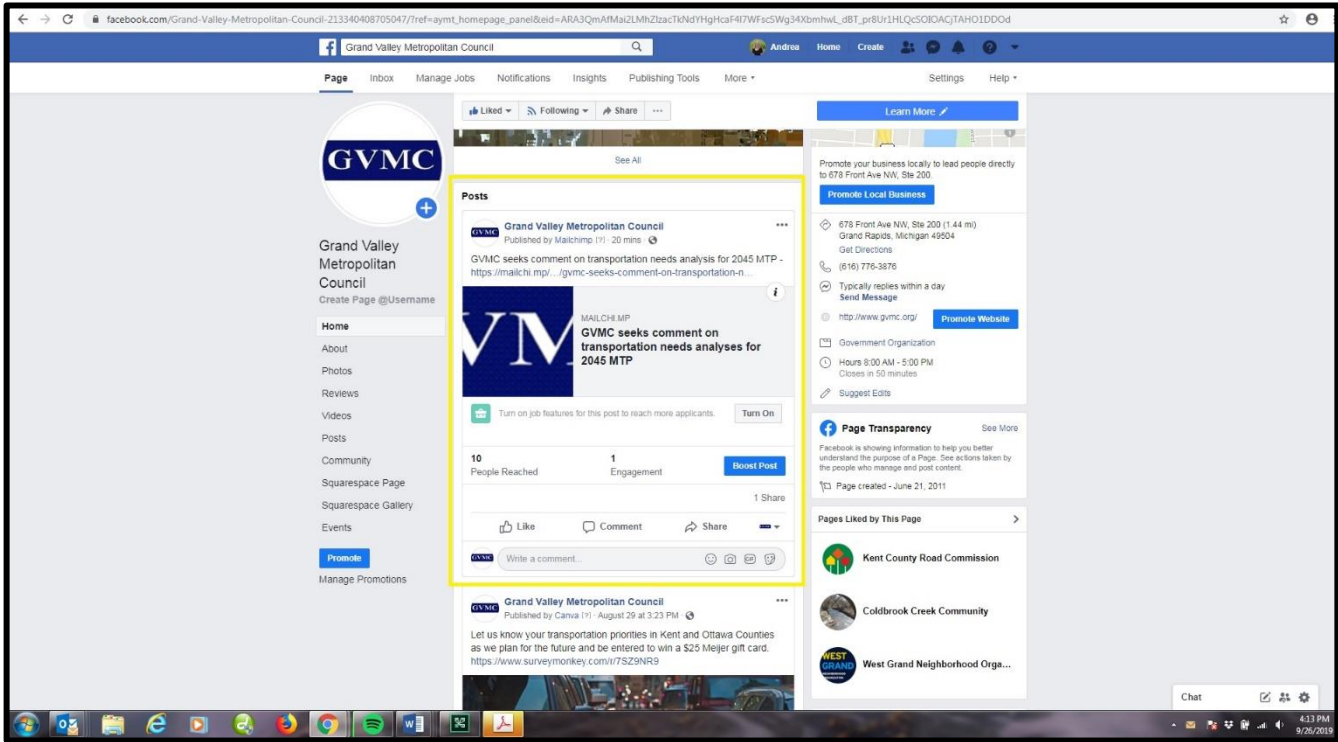 facebook.com/Grand-Valley-Metropolitan-Council-213340408705047/?ref=aymt_homepage_panel&eid=
Grand Valley Metropolitan Council
Andrea Home Create
Page Inbox Manage Jobs Notifications Insights Publishing Tools More Settings Help
Liked Following Share ...
Learn More
GVMC
See All
Promote your business locally to lead people directly
to 678 Front Ave NW, Ste 200.
Promote Local Business
Posts
GVMC
Grand Valley Metropolitan Council
Published by Mailchimp [?] · 20 mins ·
GVMC seeks comment on transportation needs analysis for 2045 MTP -
https://mailchi.mp/.../gvmc-seeks-comment-on-transportation-n...
VM
i
MAILCHI.MP
GVMC seeks comment on
transportation needs analyses for
2045 MTP
Turn on job features for this post to reach more applicants.
Turn On
10
People Reached
1
Engagement
Boost Post
1 Share
Like Comment Share
GVMC
Write a comment...
GIF
GVMC
Grand Valley Metropolitan Council
Published by Canva [?] · August 29 at 3:23 PM ·
Let us know your transportation priorities in Kent and Ottawa Counties
as we plan for the future and be entered to win a $25 Meijer gift card.
https://www.surveymonkey.com/r/7SZ9NR9
Grand Valley
Metropolitan
Council
Create Page @Username
Home
About
Photos
Reviews
Videos
Posts
Community
Squarespace Page
Squarespace Gallery
Events
Promote
Manage Promotions
678 Front Ave NW, Ste 200 (1.44 mi)
Grand Rapids, Michigan 49504
Get Directions
(616) 776-3876
Typically replies within a day
Send Message
http://www.gvmc.org/
Promote Website
Government Organization
Hours 8:00 AM - 5:00 PM
Closes in 50 minutes
Suggest Edits
Page Transparency See More
Facebook is showing information to help you better
understand the purpose of a Page. See actions taken by
the people who manage and post content.
Page created - June 21, 2011
Pages Liked by This Page
Kent County Road Commission
Coldbrook Creek Community
WEST
GRAND
West Grand Neighborhood Orga...
Chat
4:13 PM
9/26/2019